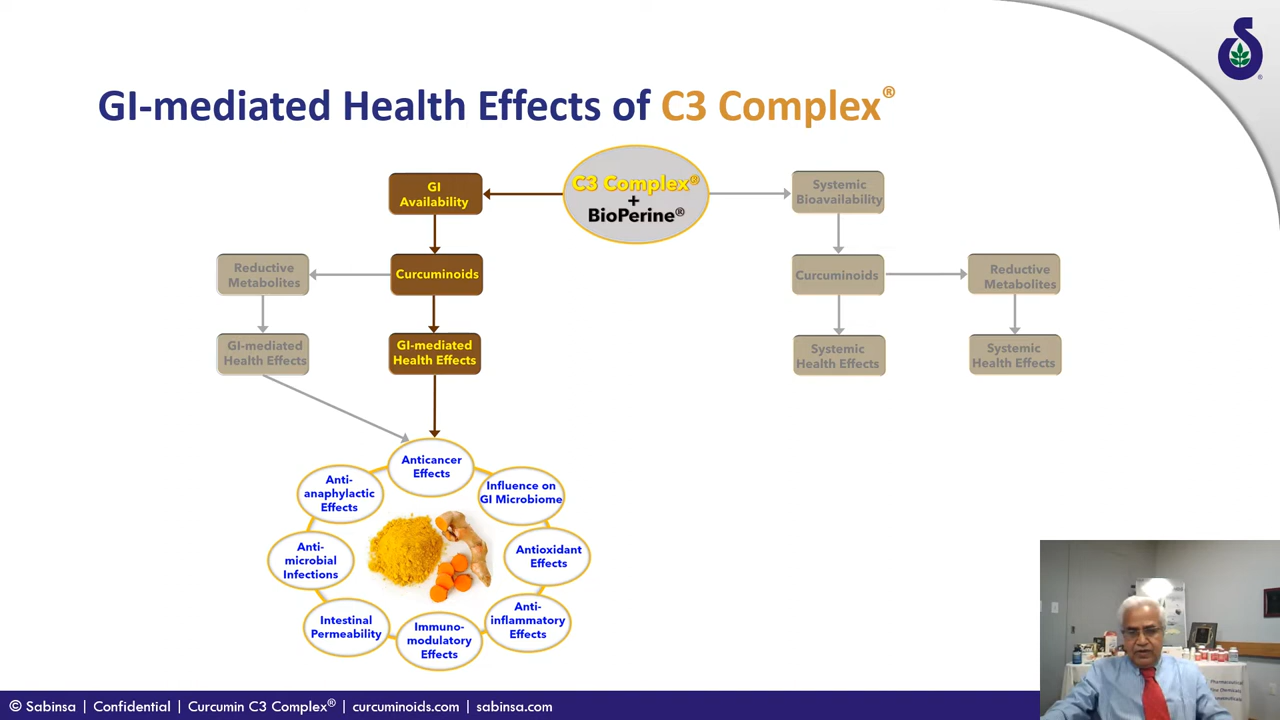 GI-mediated Health Effects of C3 Complex®
C3 Complex®
+
BioPerine®
GI
Availability
Systemic
Bioavailability
Reductive
Metabolites
Curcuminoids
Curcuminoids
Reductive
Metabolites
GI-mediated
Health Effects
GI-mediated
Health Effects
Systemic
Health Effects
Systemic
Health Effects
Anticancer
Effects
Influence on
GI Microbiome
Antioxidant
Effects
Anti-
inflammatory
Effects
Immuno-
modulatory
Effects
Intestinal
Permeability
Anti-
microbial
Infections
Anti-
anaphylactic
Effects
Pharmaceutical
© Sabinsa | Confidential | Curcumin C3 Complex® | curcuminoids.com | sabinsa.com